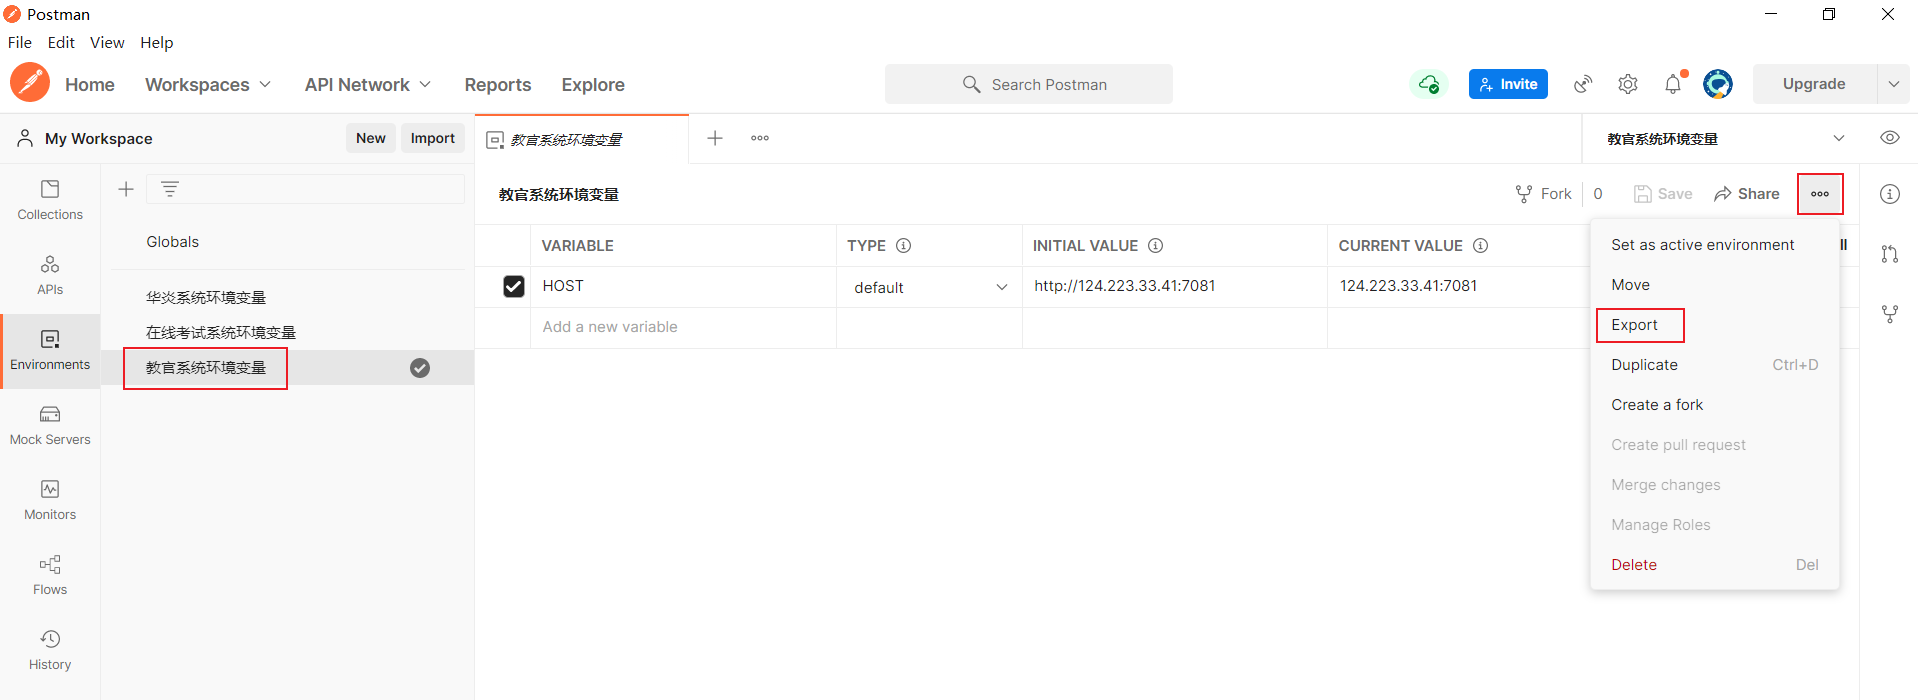 Postman
File Edit View Help
Home Workspaces API Network Reports Explore Search Postman Invite Upgrade
My Workspace New Import 教官系统环境变量 教官系统环境变量
Collections
APIs
Environments
Mock Servers
Monitors
Flows
History
Globals
华炎系统环境变量
在线考试系统环境变量
教官系统环境变量
教官系统环境变量 Fork 0 Save Share
VARIABLE TYPE INITIAL VALUE CURRENT VALUE ll
HOST default http://124.223.33.41:7081 124.223.33.41:7081
Add a new variable
Set as active environment
Move
Export
Duplicate Ctrl+D
Create a fork
Create pull request
Merge changes
Manage Roles
Delete Del